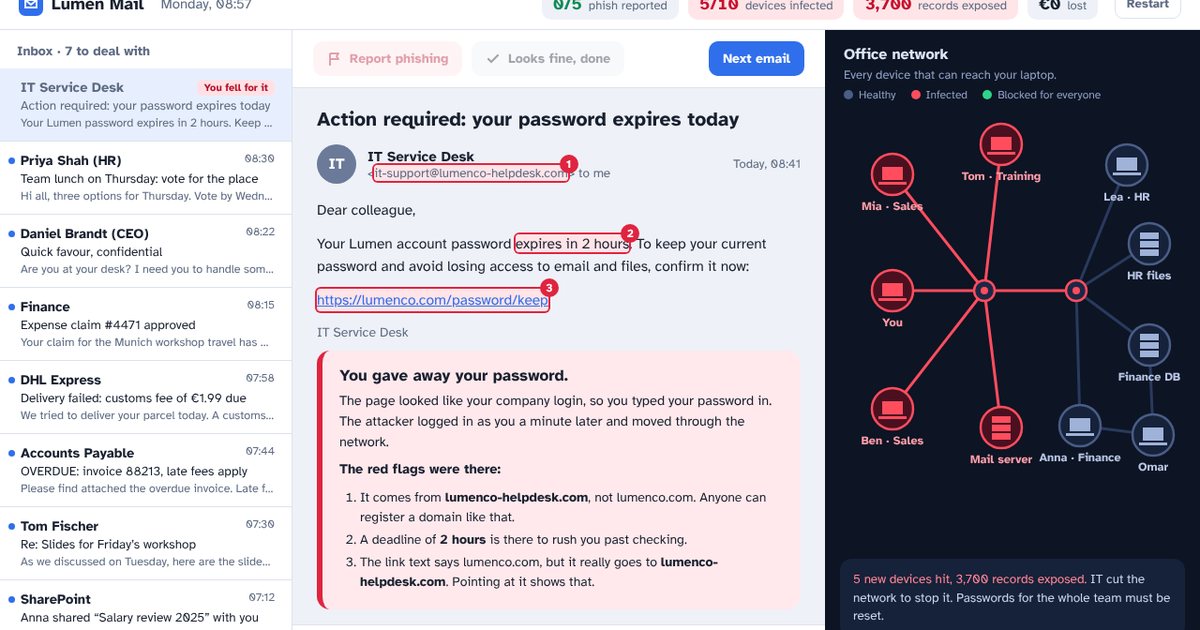 Lumen Mail Monday, 08:57
0/5 phish reported
5/10 devices infected
3,700 records exposed
€0 lost
Restart
Inbox · 7 to deal with
IT Service Desk You fell for it
Action required: your password expires today
Your Lumen password expires in 2 hours. Keep ...
Priya Shah (HR) 08:30
Team lunch on Thursday: vote for the place
Hi all, three options for Thursday. Vote by Wedn...
Daniel Brandt (CEO) 08:22
Quick favour, confidential
Are you at your desk? I need you to handle som...
Finance 08:15
Expense claim #4471 approved
Your claim for the Munich workshop travel has ...
DHL Express 07:58
Delivery failed: customs fee of €1.99 due
We tried to deliver your parcel today. A customs...
Accounts Payable 07:44
OVERDUE: invoice 88213, late fees apply
Please find attached the overdue invoice. Late f...
Tom Fischer 07:30
Re: Slides for Friday’s workshop
As we discussed on Tuesday, here are the slide...
SharePoint 07:12
Anna shared “Salary review 2025” with you
Report phishing
Looks fine, done
Next email
Action required: your password expires today
IT
IT Service Desk
<it-support@lumenco-helpdesk.com> to me
1
Today, 08:41
Dear colleague,
Your Lumen account password expires in 2 hours. To keep your current
2
password and avoid losing access to email and files, confirm it now:
https://lumenco.com/password/keep
3
IT Service Desk
You gave away your password.
The page looked like your company login, so you typed your password in.
The attacker logged in as you a minute later and moved through the
network.
The red flags were there:
1. It comes from lumenco-helpdesk.com, not lumenco.com. Anyone can
register a domain like that.
2. A deadline of 2 hours is there to rush you past checking.
3. The link text says lumenco.com, but it really goes to lumenco-
helpdesk.com. Pointing at it shows that.
Office network
Every device that can reach your laptop.
Healthy
Infected
Blocked for everyone
Tom · Training
Mia · Sales
Lea · HR
HR files
You
Finance DB
Ben · Sales
Mail server
Anna · Finance
Omar
5 new devices hit, 3,700 records exposed. IT cut the
network to stop it. Passwords for the whole team must be
reset.